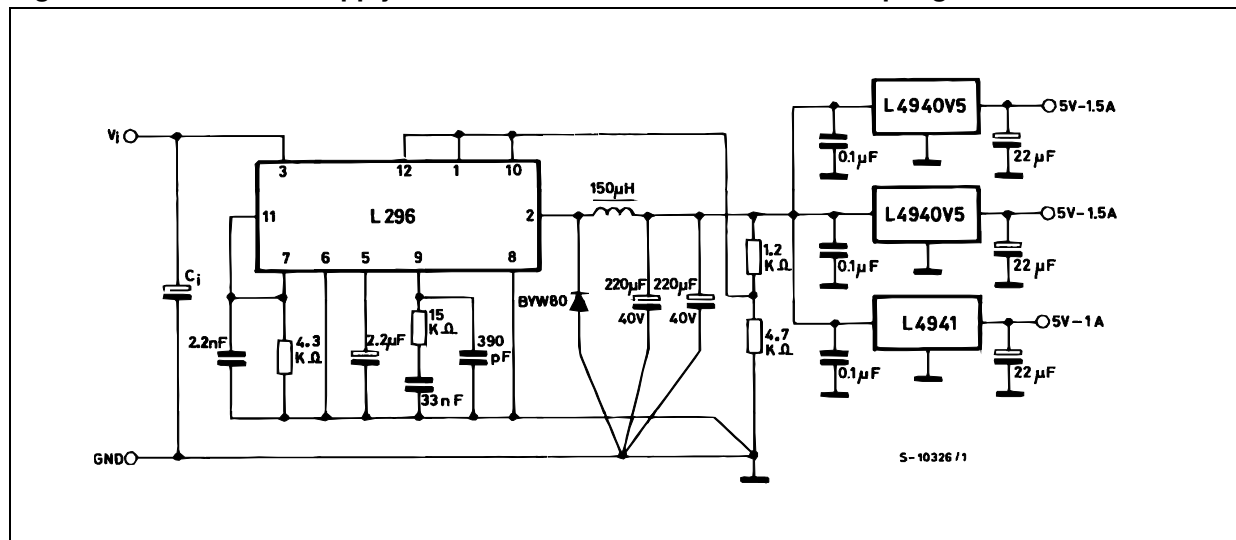 L4940V5
5V-1.5A
0.1µF
22µF
Vi
3
12
1
10
150µH
L296
11
2
L4940V5
5V-1.5A
7
6
5
9
8
1.2
KΩ
0.1µF
22µF
Ci
BYW80
220µF
220µF
40V
40V
15
KΩ
L4941
5V-1A
2.2nF
4.3
KΩ
2.2µF
390
pF
4.7
KΩ
0.1µF
22µF
33nF
GND
S-10326/1